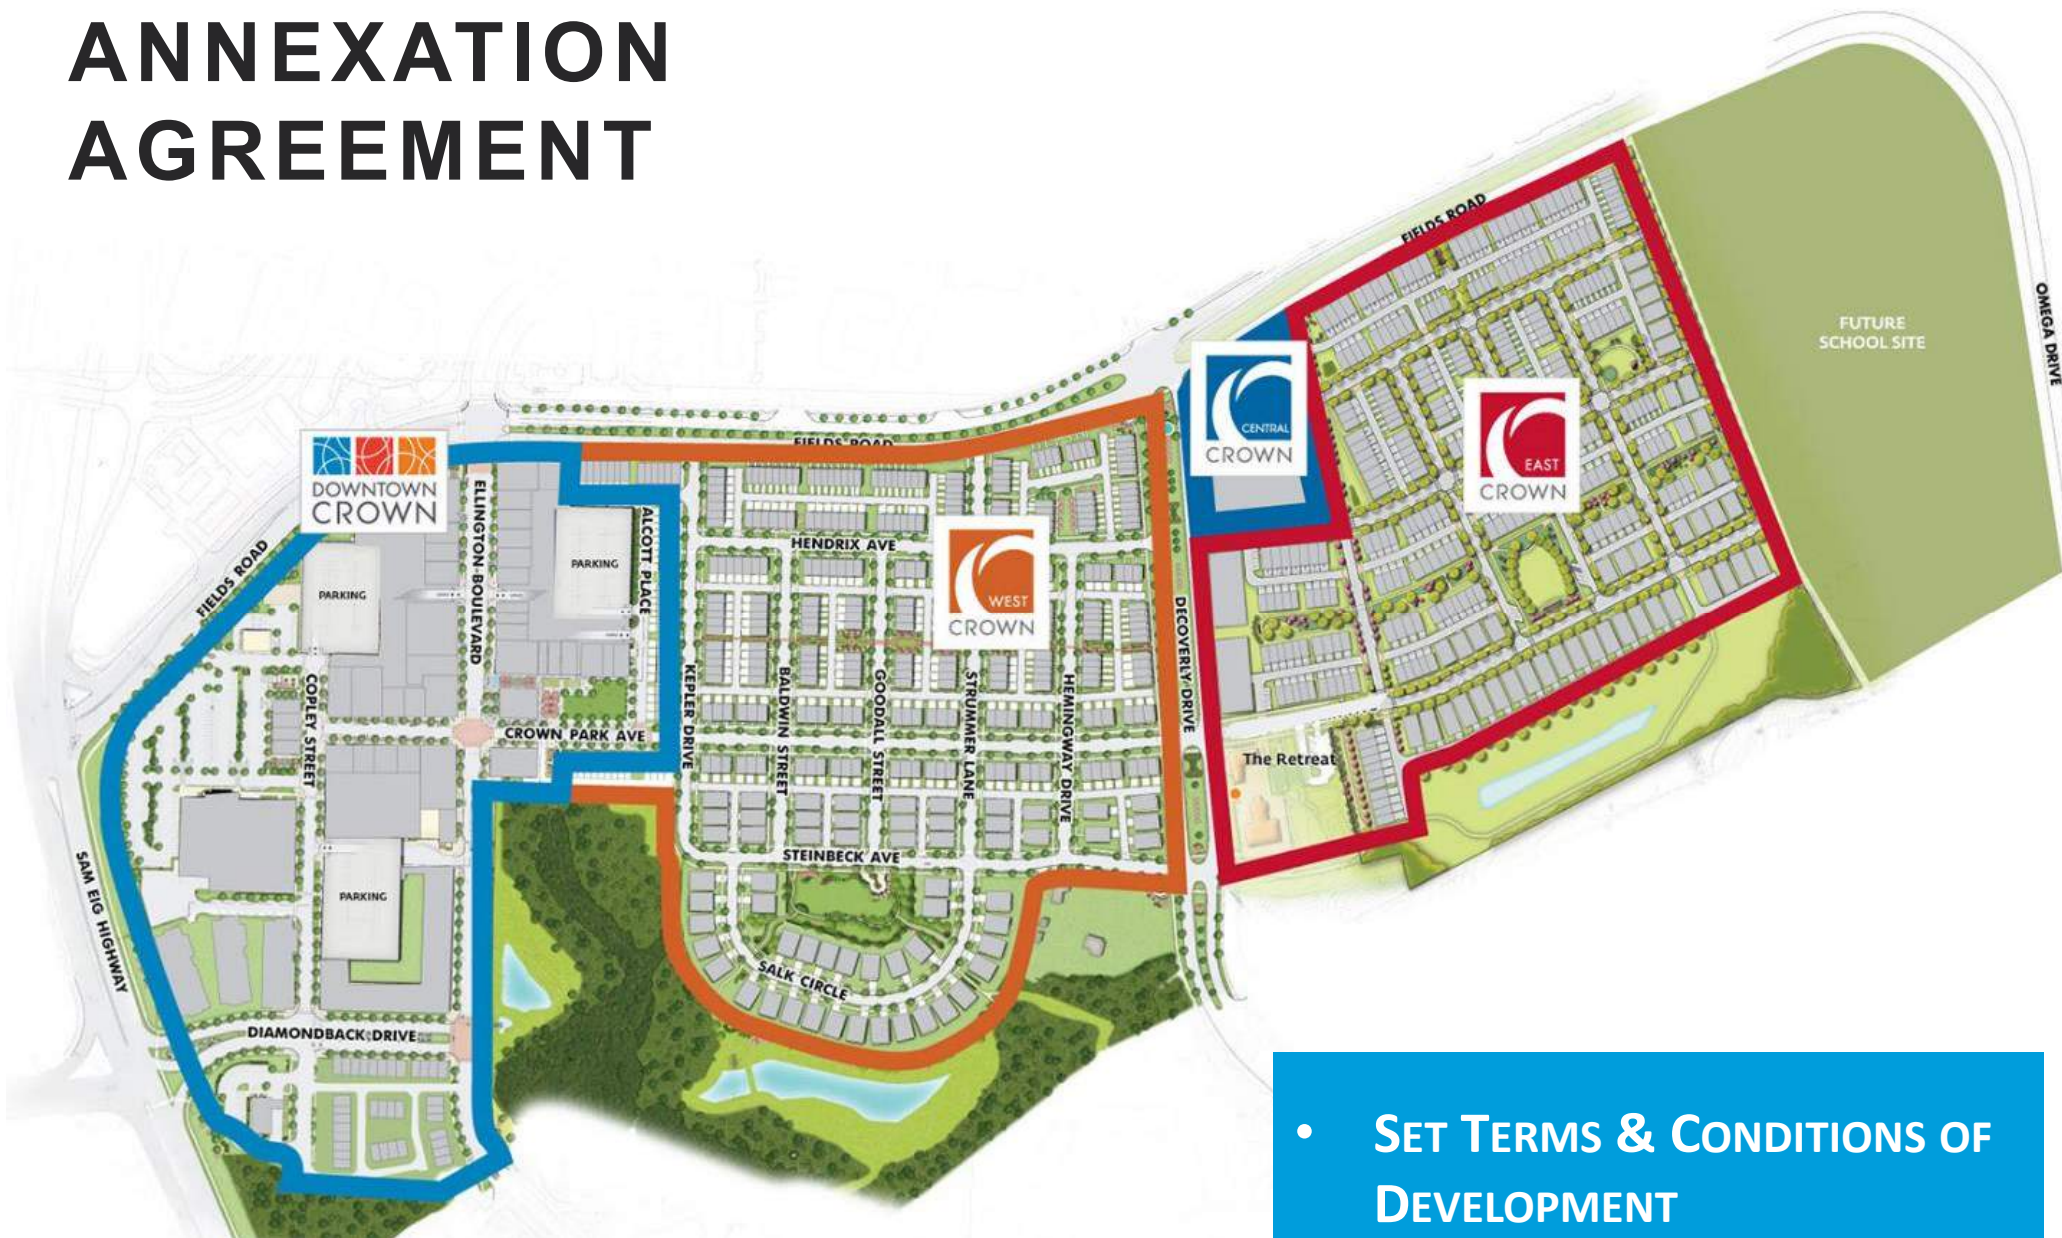 ANNEXATION
AGREEMENT
FIELDS ROAD
OMEGA DRIVE
FUTURE
SCHOOL SITE
CENTRAL
CROWN
EAST
CROWN
DOWNTOWN
CROWN
FIELDS ROAD
ELLINGTON BOULEVARD
ALCOTT PLACE
PARKING
PARKING
FIELDS ROAD
HENDRIX AVE
WEST
CROWN
DECOVERLY DRIVE
KEPLER DRIVE
BALDWIN STREET
GOODALL STREET
STRUMMER LANE
HEMINGWAY DRIVE
COPLEY STREET
CROWN PARK AVE
The Retreat
STEINBECK AVE
SAM EIG HIGHWAY
PARKING
SALK CIRCLE
DIAMONDBACK DRIVE
• SET TERMS & CONDITIONS OF
DEVELOPMENT